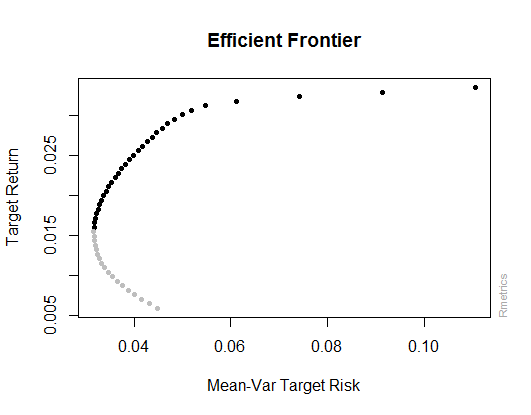 Efficient Frontier
Target Return
0.025
0.015
0.005
0.04 0.06 0.08 0.10
Mean-Var Target Risk
Rmetrics